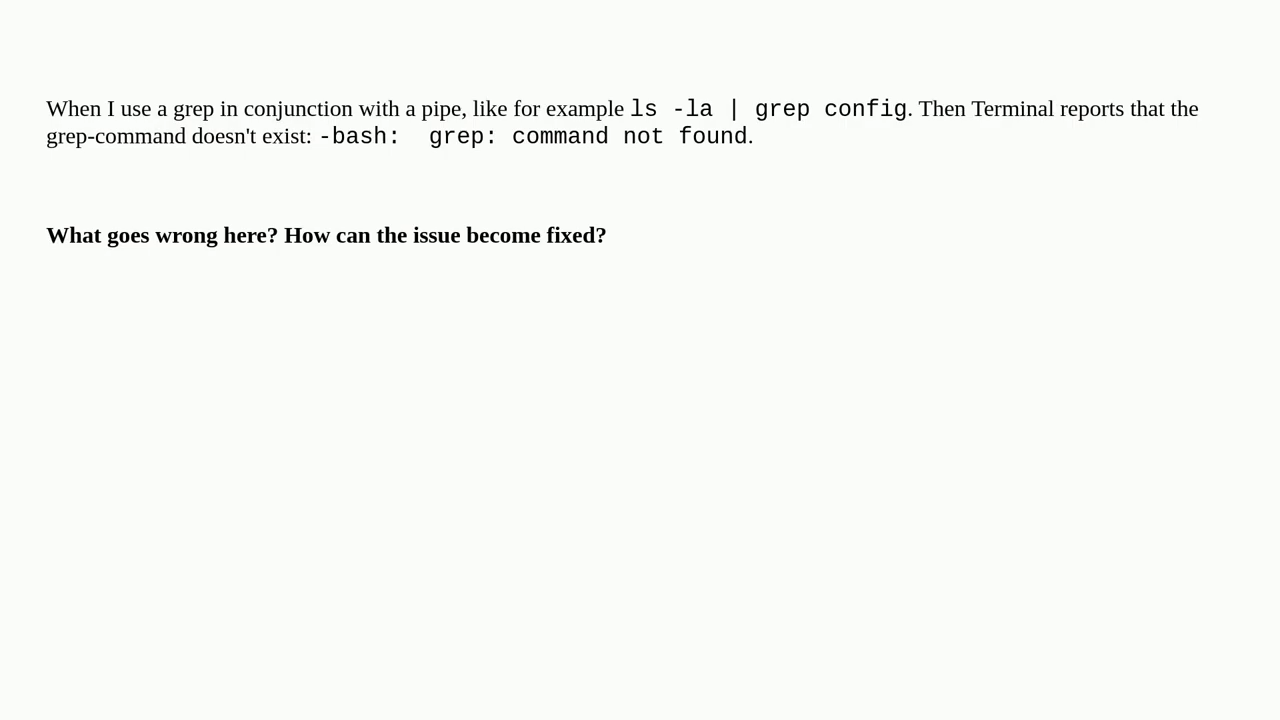 When I use a grep in conjunction with a pipe, like for example ls -la | grep config. Then Terminal reports that the
grep-command doesn't exist: -bash:  grep: command not found.
What goes wrong here? How can the issue become fixed?